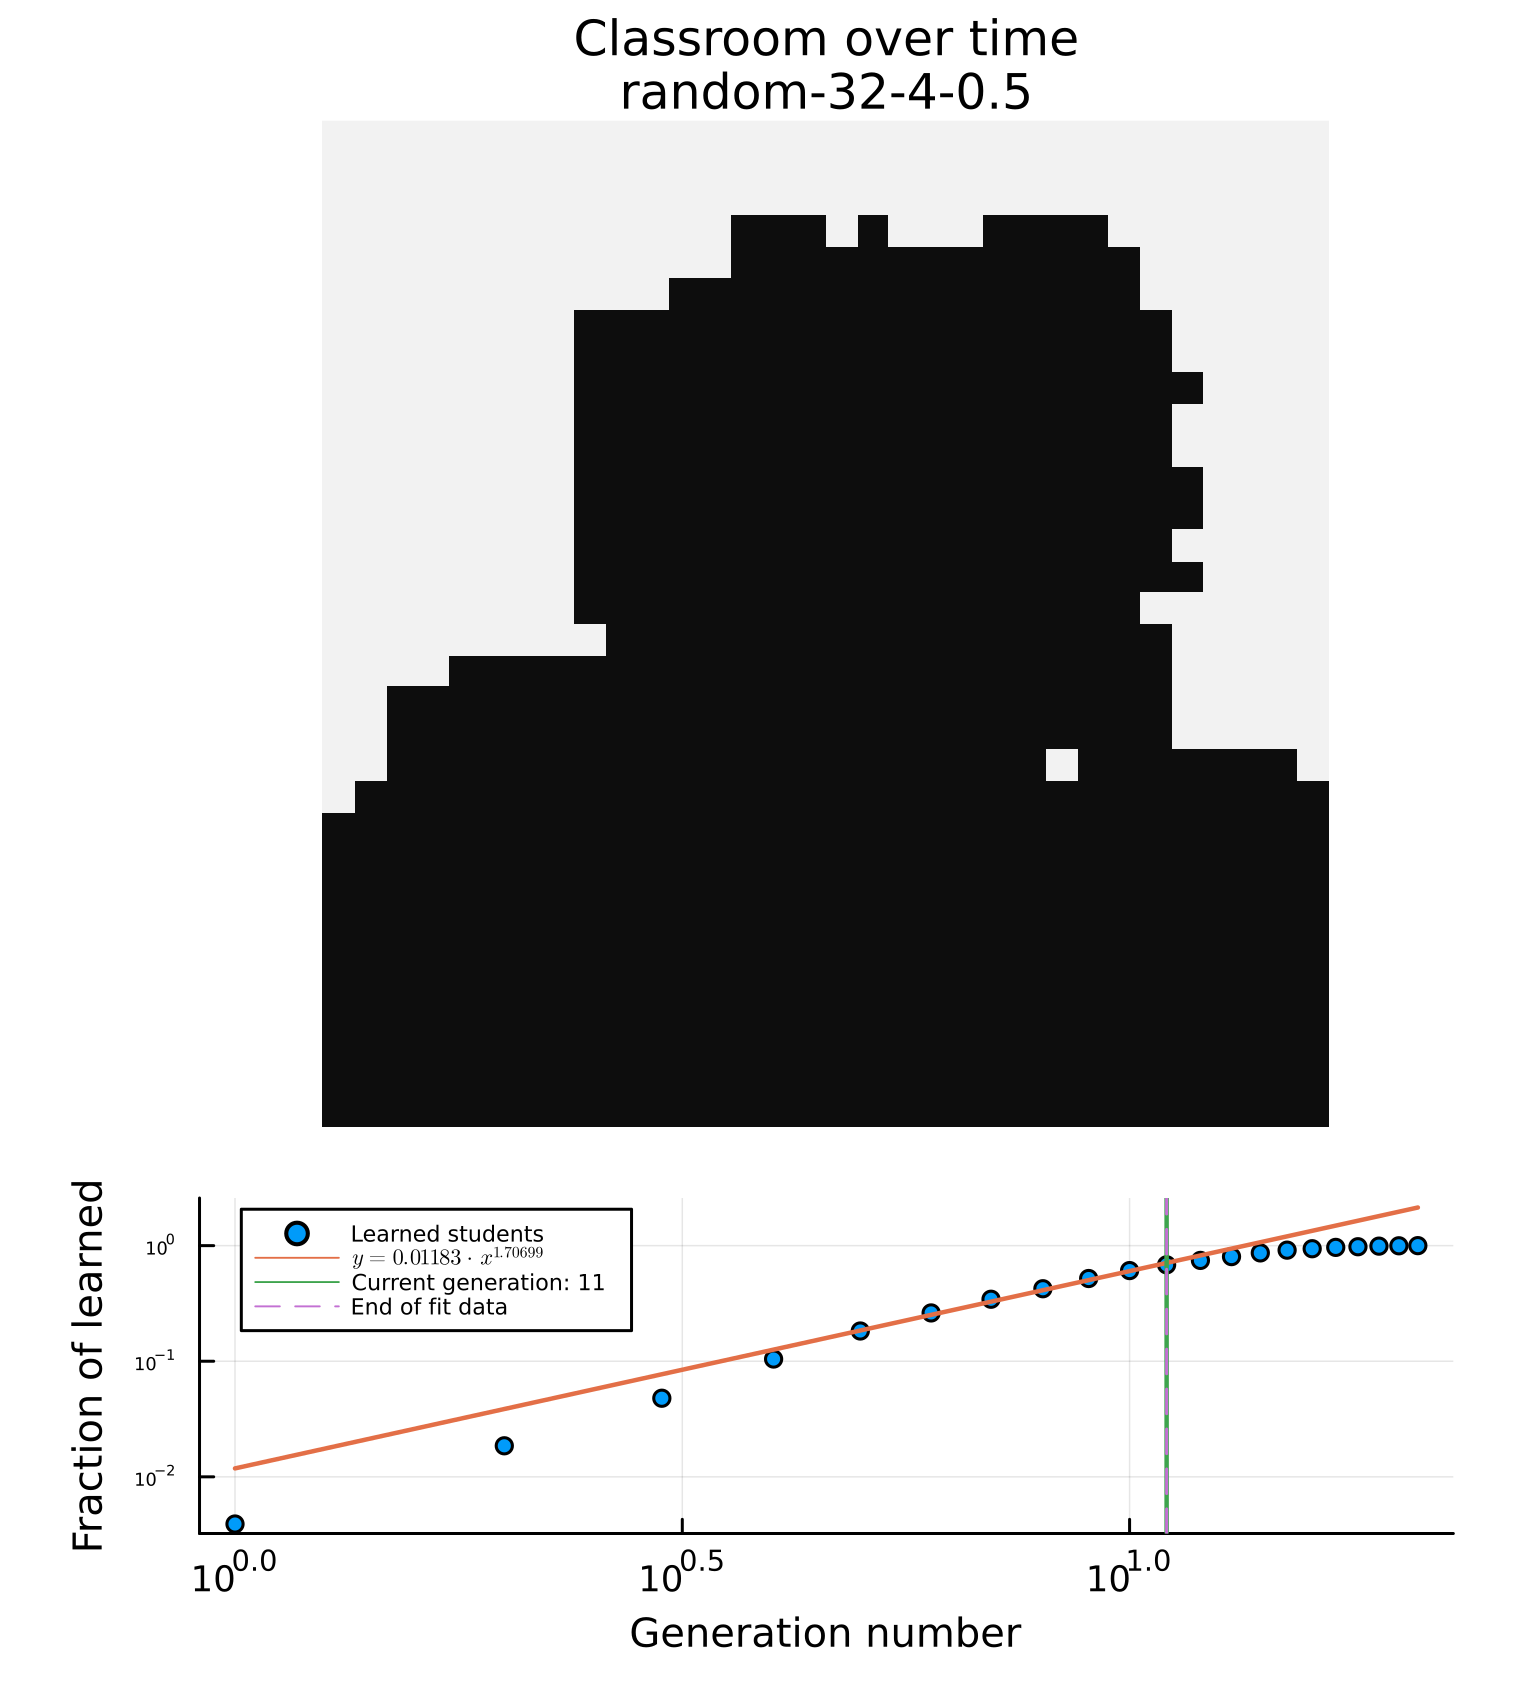 Classroom over time
random-32-4-0.5
Fraction of learned
10⁰
10⁻¹
10⁻²
Learned students
y = 0.01183 · x^1.70699
Current generation: 11
End of fit data
10^0.0
10^0.5
10^1.0
Generation number